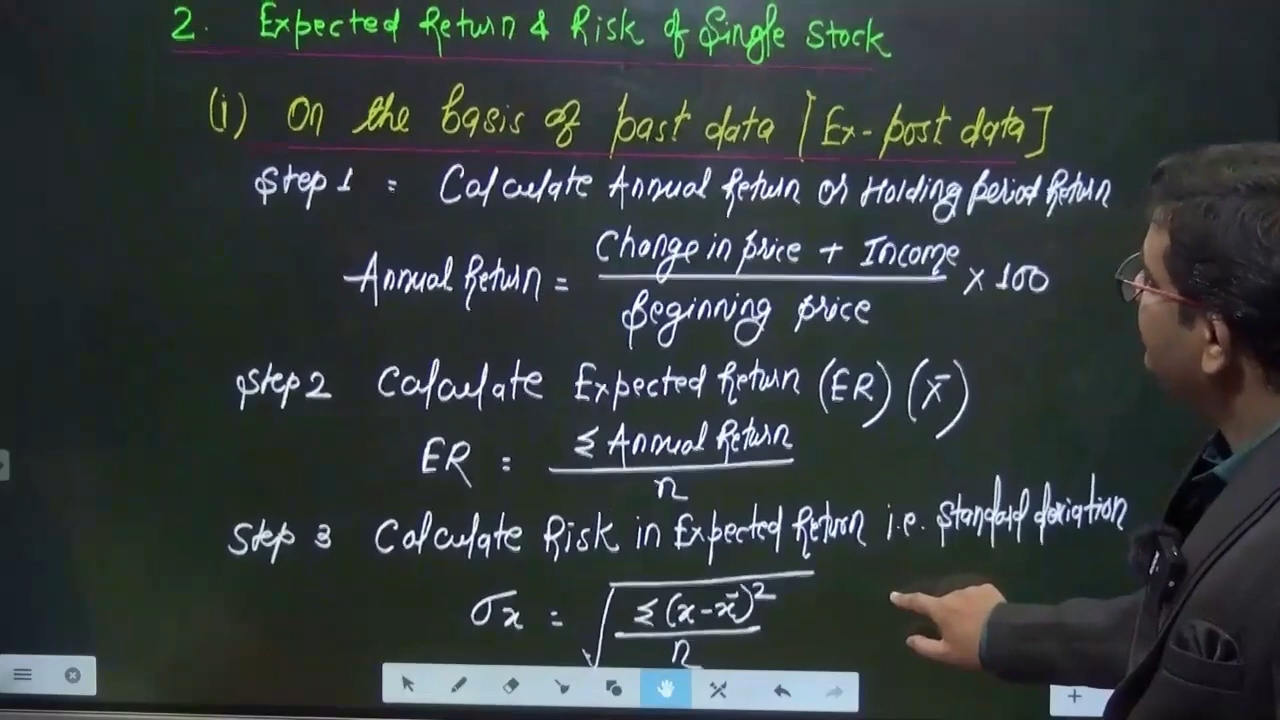 2. Expected Return & Risk of Single Stock
(i) On the basis of past data [Ex-post data]
Step 1 = Calculate Annual Return or Holding period Return
Annual Return = Change in price + Income / Beginning price × 100
Step 2 Calculate Expected Return (ER) (x̄)
ER = Σ Annual Return / n
Step 3 Calculate Risk in Expected Return i.e. Standard deviation
σx = √ Σ(x-x̄)² / n